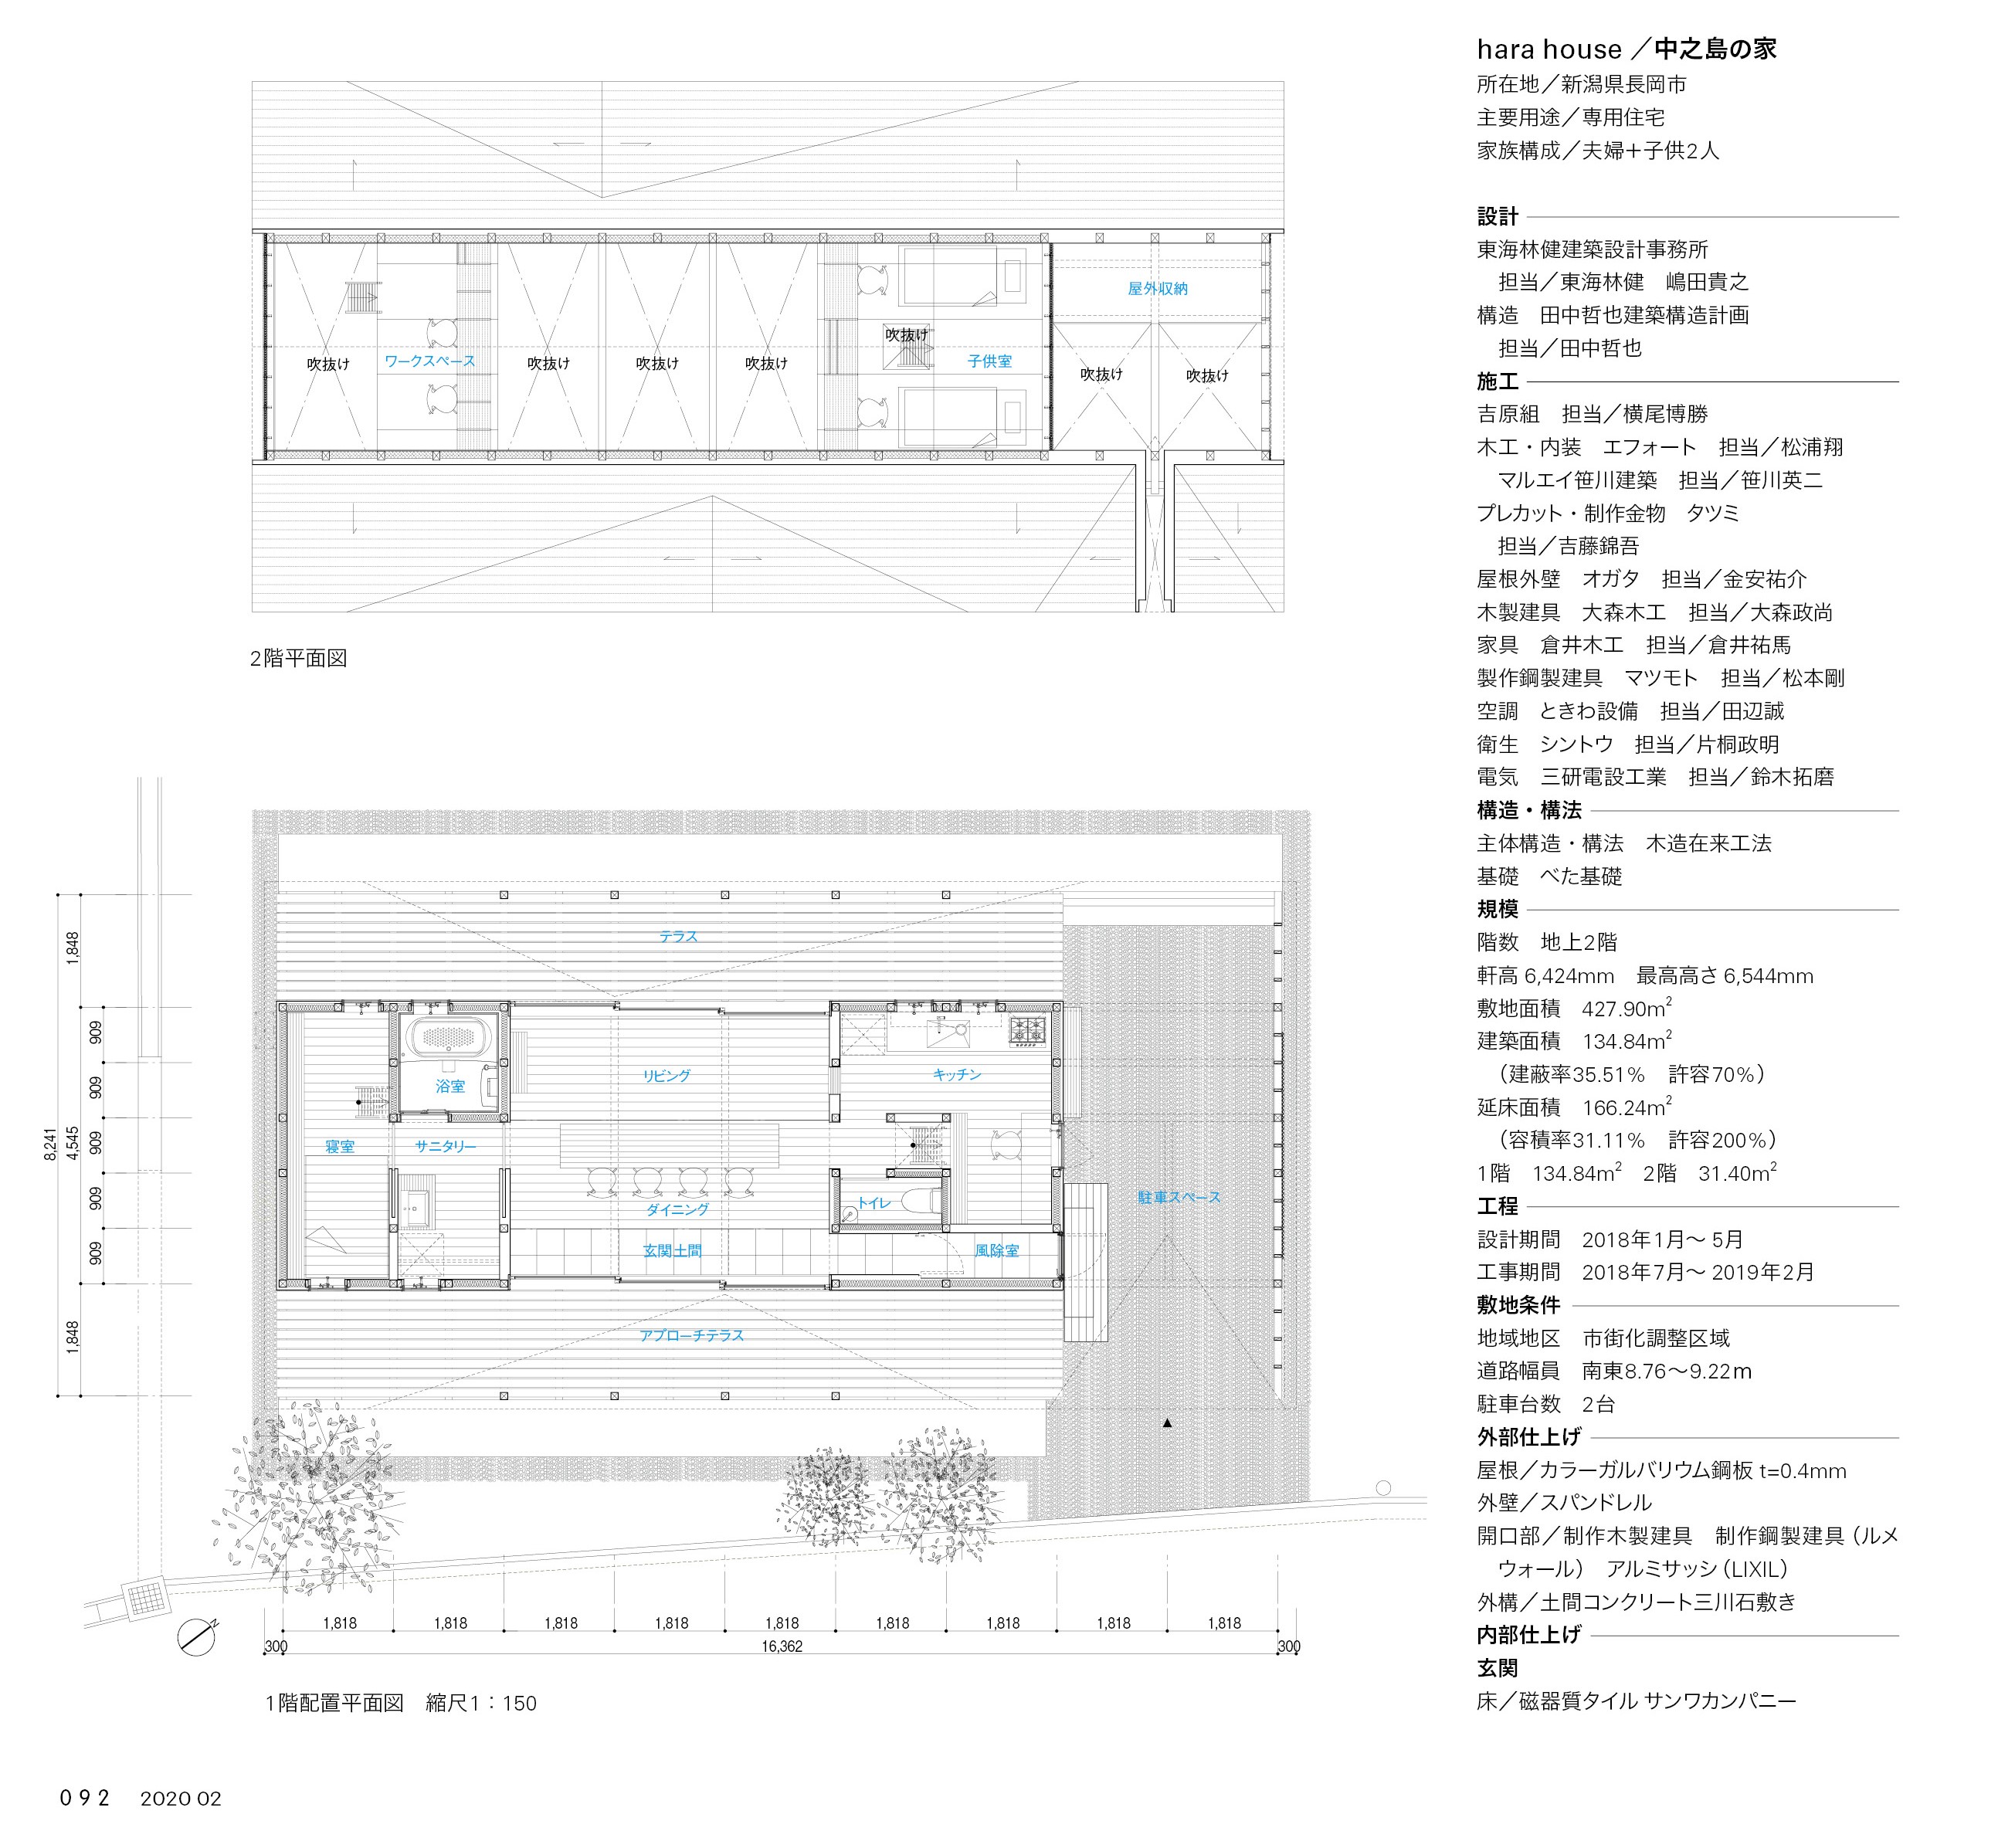 hara house ／中之島の家
所在地／新潟県長岡市
主要用途／専用住宅
家族構成／夫婦＋子供2人
設計
東海林健建築設計事務所
　担当／東海林健　嶋田貴之
構造　田中哲也建築構造計画
　担当／田中哲也
施工
吉原組　担当／横尾博勝
木工・内装　エフォート　担当／松浦翔
　マルエイ笹川建築　担当／笹川英二
プレカット・制作金物　タツミ
　担当／吉藤錦吾
屋根外壁　オガタ　担当／金安祐介
木製建具　大森木工　担当／大森政尚
家具　倉井木工　担当／倉井祐馬
製作鋼製建具　マツモト　担当／松本剛
空調　ときわ設備　担当／田辺誠
衛生　シントウ　担当／片桐政明
電気　三研電設工業　担当／鈴木拓磨
構造・構法
主体構造・構法　木造在来工法
基礎　べた基礎
規模
階数　地上2階
軒高 6,424mm　最高高さ 6,544mm
敷地面積　427.90m²
建築面積　134.84m²
　（建蔽率35.51％　許容70％）
延床面積　166.24m²
　（容積率31.11％　許容200％）
1階　134.84m²　2階　31.40m²
工程
設計期間　2018年1月〜 5月
工事期間　2018年7月〜 2019年2月
敷地条件
地域地区　市街化調整区域
道路幅員　南東8.76〜9.22m
駐車台数　2台
外部仕上げ
屋根／カラーガルバリウム鋼板 t=0.4mm
外壁／スパンドレル
開口部／制作木製建具　制作鋼製建具（ルメ
　ウォール）　アルミサッシ（LIXIL）
外構／土間コンクリート三川石敷き
内部仕上げ
玄関
床／磁器質タイル サンワカンパニー
屋外収納
吹抜け
ワークスペース
吹抜け
吹抜け
吹抜け
吹抜け
子供室
吹抜け
吹抜け
2階平面図
テラス
浴室
リビング
キッチン
寝室
サニタリー
ダイニング
トイレ
駐車スペース
玄関土間
風除室
アプローチテラス
8,241
1,848
4,545
1,848
909
909
909
909
909
N
1,818
1,818
1,818
1,818
1,818
1,818
1,818
1,818
1,818
300
16,362
300
1階配置平面図　縮尺1：150
092　2020 02